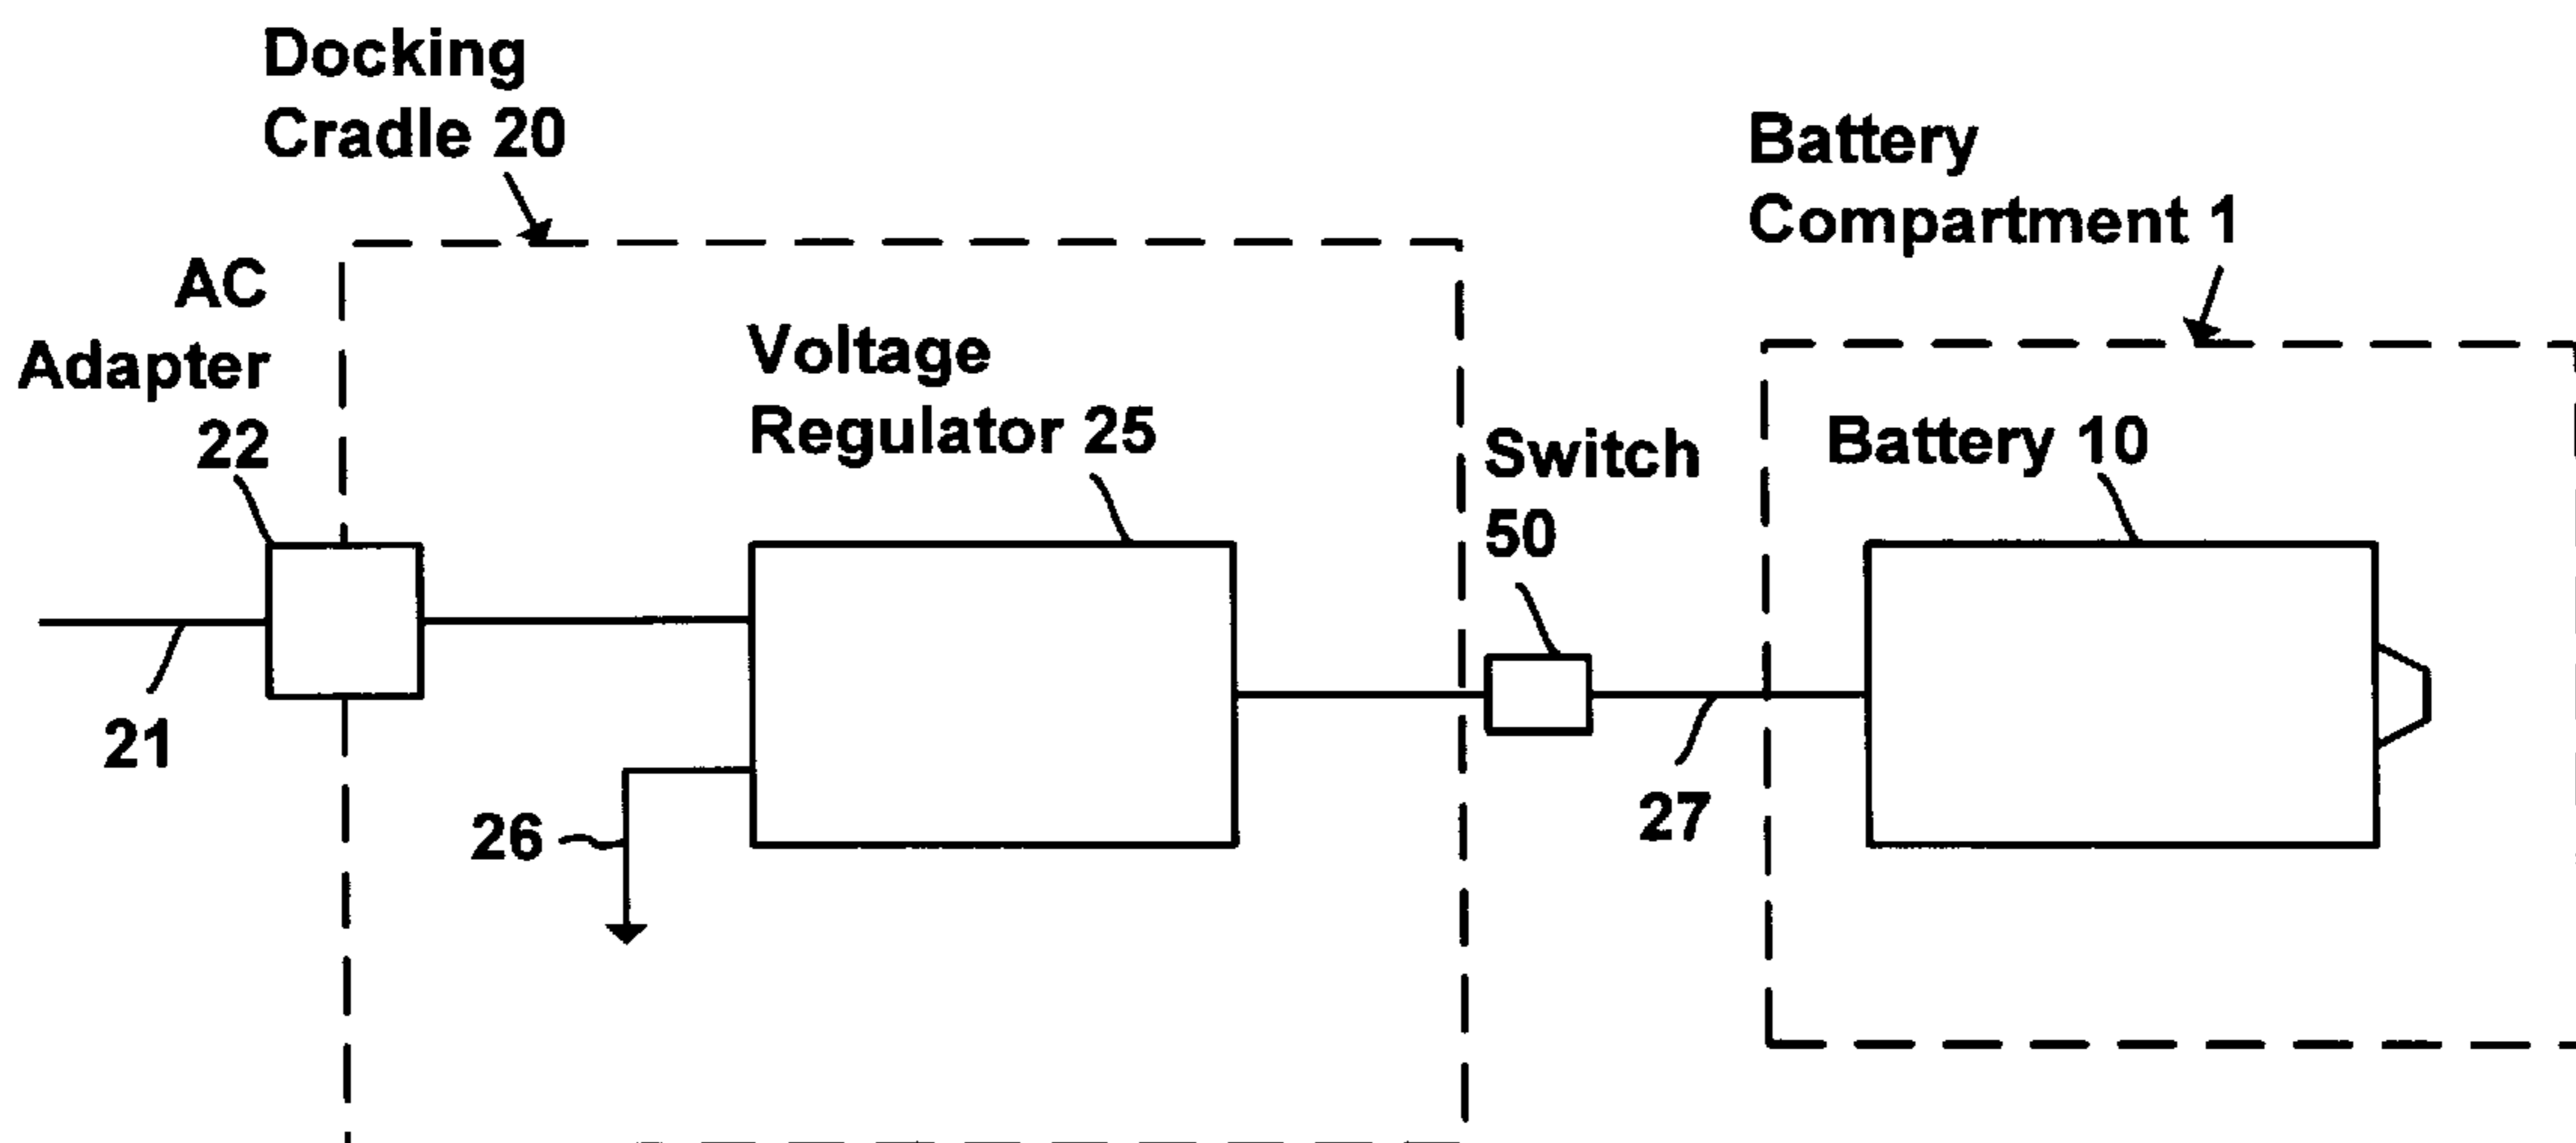 Docking
Cradle 20
Battery
Compartment 1
AC
Adapter
22
Voltage
Regulator 25
Switch
50
Battery 10
21
26
27